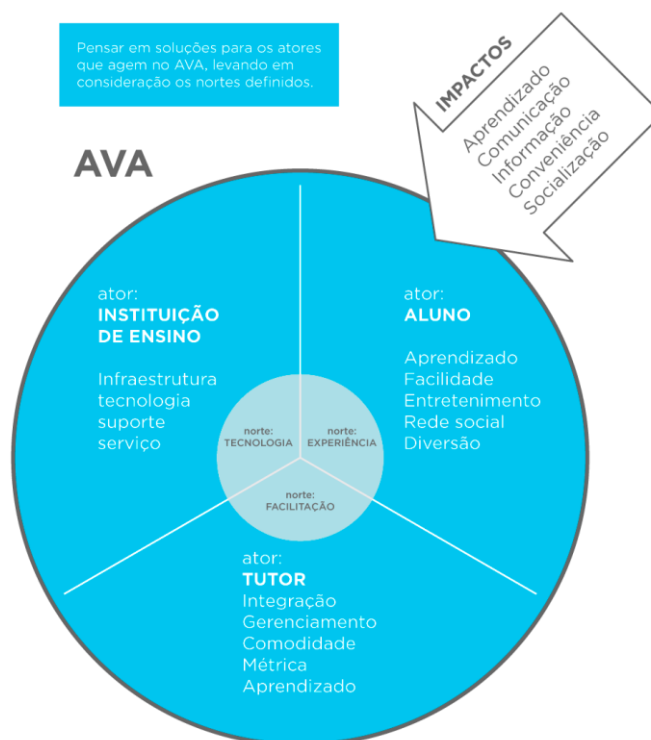 Pensar em soluções para os atores
que agem no AVA, levando em
consideração os nortes definidos.
IMPACTOS
Aprendizado
Comunicação
Informação
Conveniência
Socialização
AVA
ator:
INSTITUIÇÃO
DE ENSINO
Infraestrutura
tecnologia
suporte
serviço
ator:
ALUNO
Aprendizado
Facilidade
Entretenimento
Rede social
Diversão
norte:
TECNOLOGIA
norte:
EXPERIÊNCIA
norte:
FACILITAÇÃO
ator:
TUTOR
Integração
Gerenciamento
Comodidade
Métrica
Aprendizado